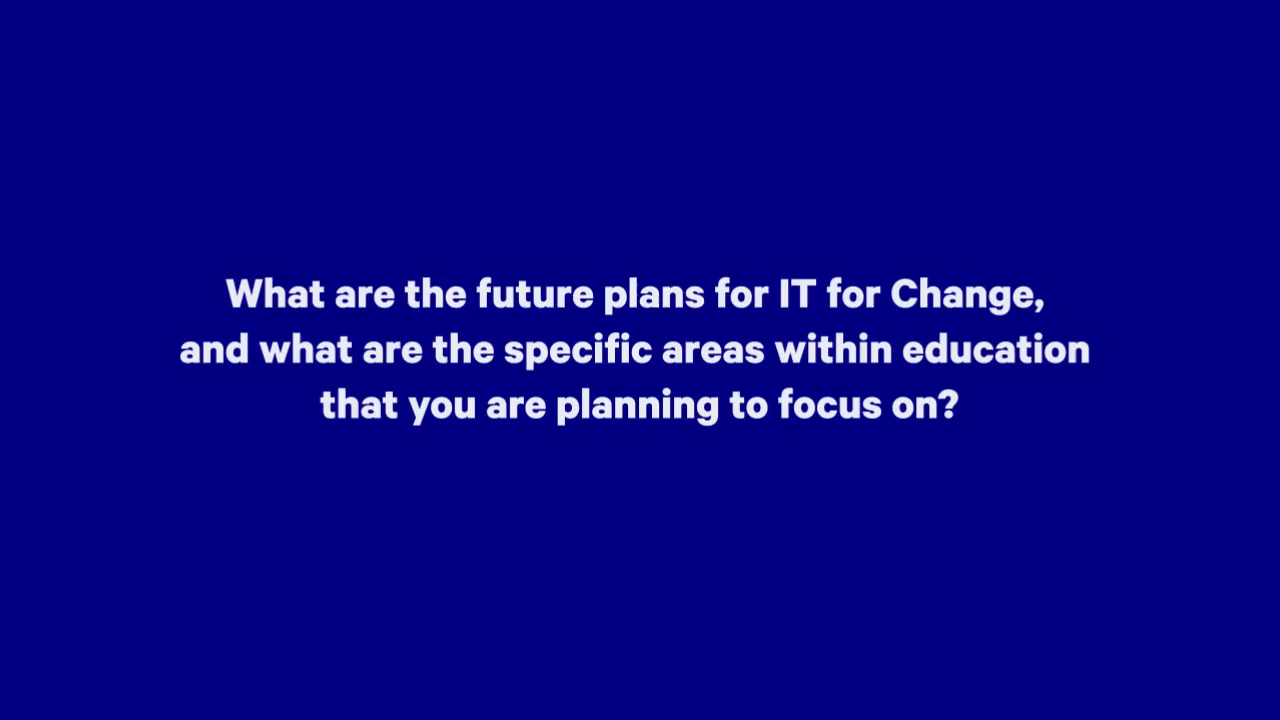 What are the future plans for IT for Change,
and what are the specific areas within education
that you are planning to focus on?